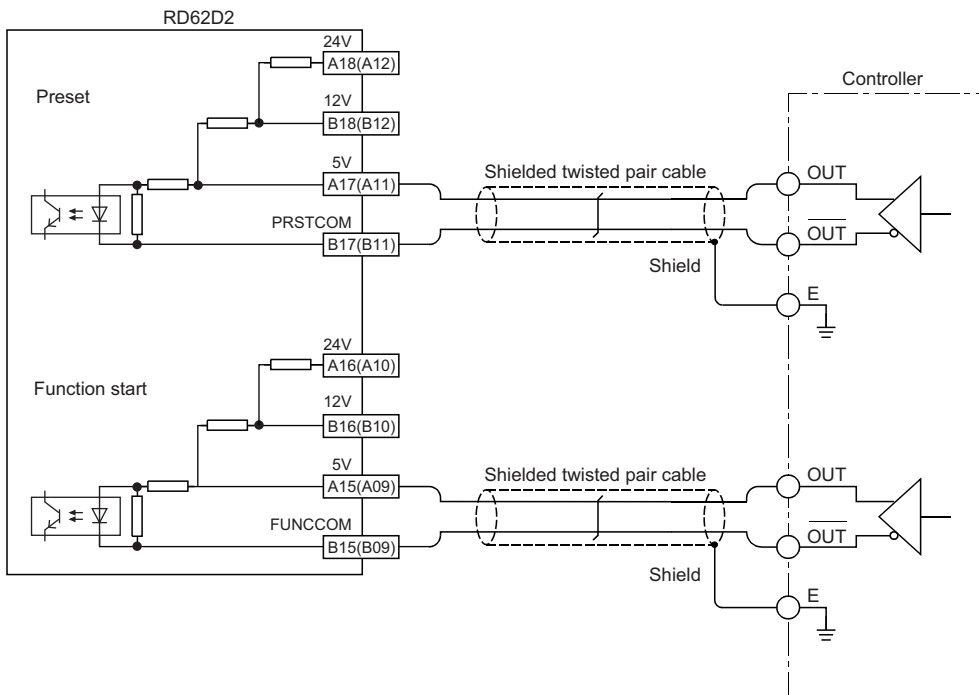 RD62D2
Controller
Preset
24V
A18(A12)
12V
B18(B12)
5V
A17(A11)
PRSTCOM
B17(B11)
Shielded twisted pair cable
Shield
OUT
OUT
E
Function start
24V
A16(A10)
12V
B16(B10)
5V
A15(A09)
FUNCCOM
B15(B09)
Shielded twisted pair cable
Shield
OUT
OUT
E